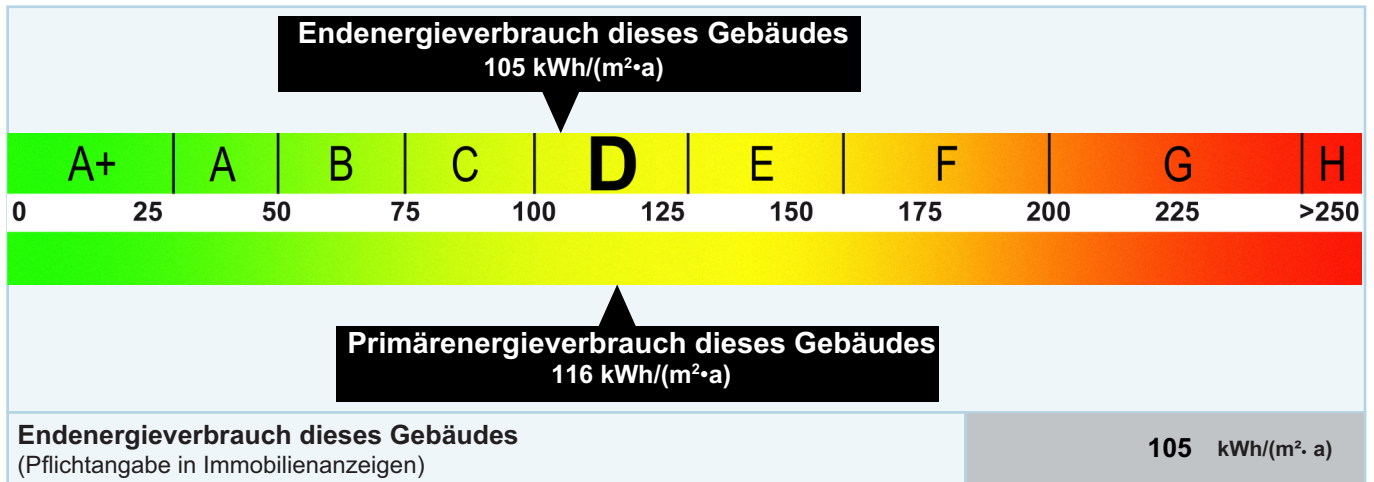 Endenergieverbrauch dieses Gebäudes
105 kWh/(m²•a)
A+ A B C D E F G H
0 25 50 75 100 125 150 175 200 225 >250
Primärenergieverbrauch dieses Gebäudes
116 kWh/(m²•a)
Endenergieverbrauch dieses Gebäudes
(Pflichtangabe in Immobilienanzeigen)
105 kWh/(m²· a)